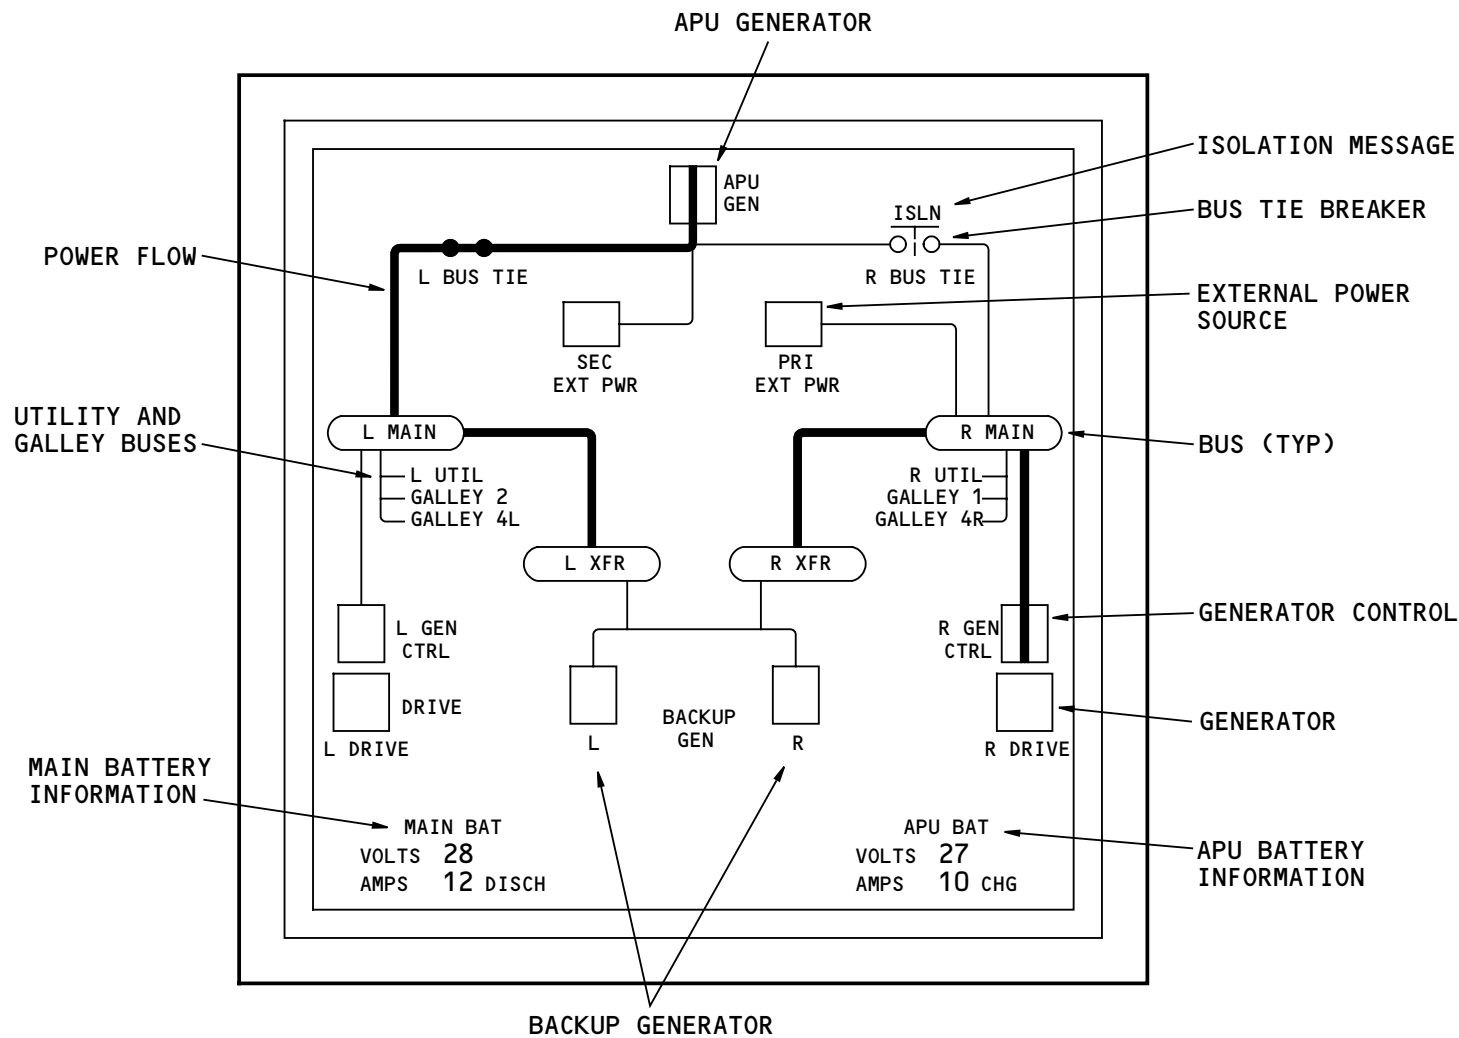 APU GENERATOR
ISOLATION MESSAGE
APU
GEN
ISLN
BUS TIE BREAKER
POWER FLOW
L BUS TIE
R BUS TIE
EXTERNAL POWER
SOURCE
SEC
EXT PWR
PRI
EXT PWR
UTILITY AND
GALLEY BUSES
L MAIN
R MAIN
BUS (TYP)
L UTIL
GALLEY 2
GALLEY 4L
R UTIL
GALLEY 1
GALLEY 4R
L XFR
R XFR
L GEN
CTRL
R GEN
CTRL
GENERATOR CONTROL
DRIVE
L DRIVE
L
BACKUP
GEN
R
R DRIVE
GENERATOR
MAIN BATTERY
INFORMATION
MAIN BAT
VOLTS 28
AMPS 12 DISCH
APU BAT
VOLTS 27
AMPS 10 CHG
APU BATTERY
INFORMATION
BACKUP GENERATOR